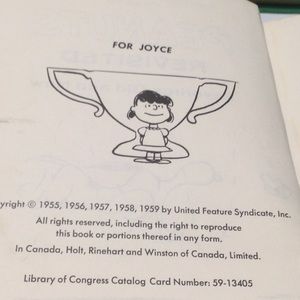 FOR JOYCE
yright © 1955, 1956, 1957, 1958, 1959 by United Feature Syndicate, Inc.
All rights reserved, including the right to reproduce
this book or portions thereof in any form.
In Canada, Holt, Rinehart and Winston of Canada, Limited.
Library of Congress Catalog Card Number: 59-13405